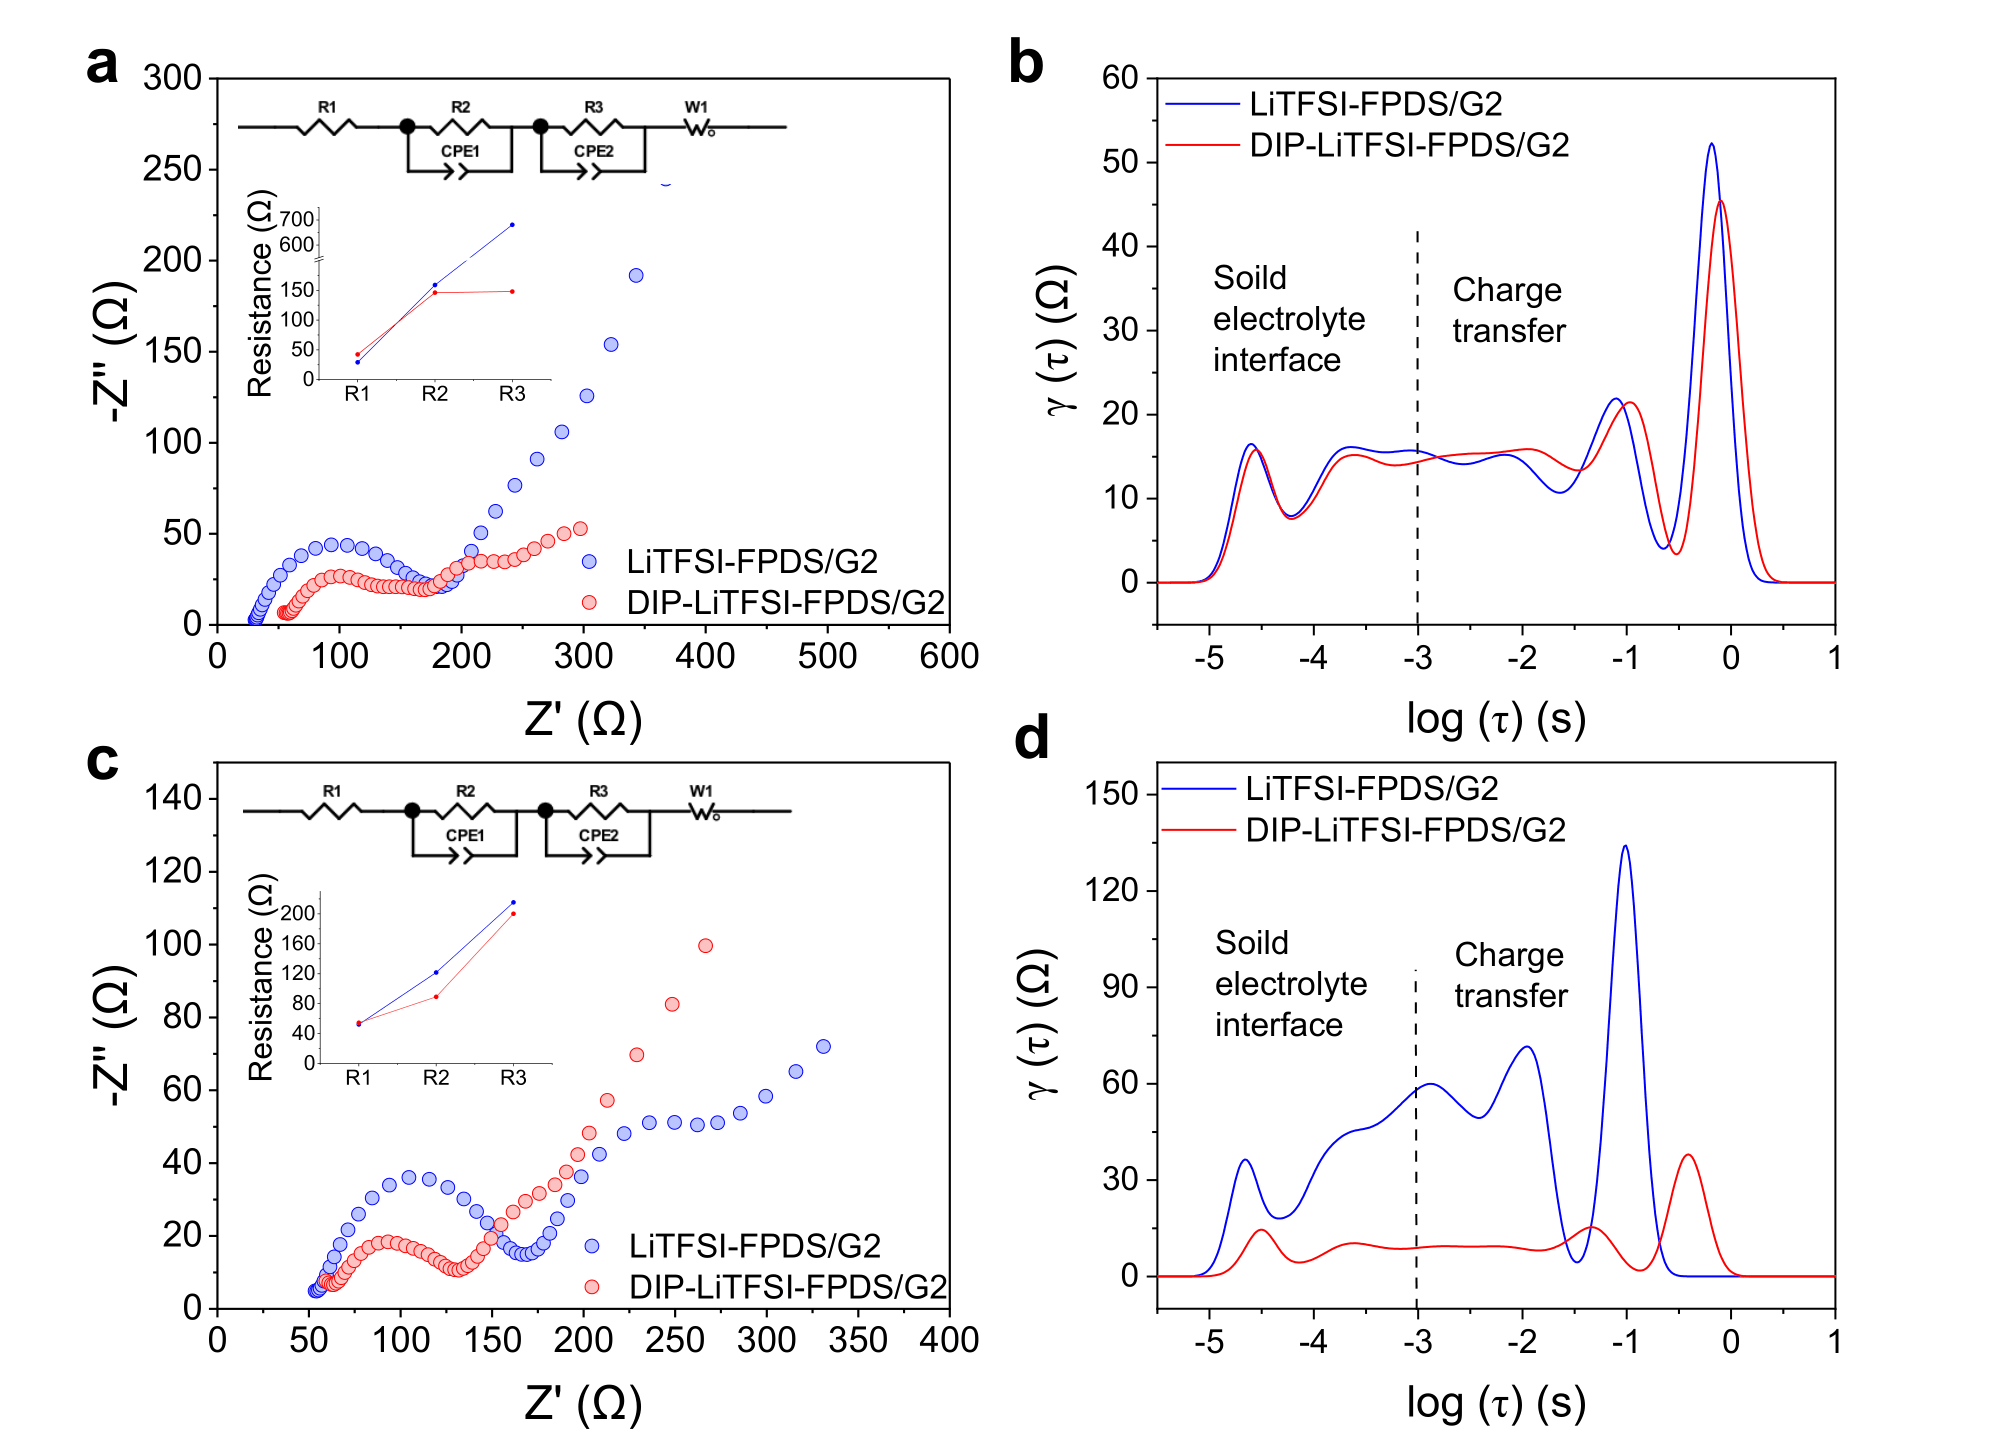 a
300
250
200
150
100
50
0
-Z'' (Ω)
R1
R2
R3
W1
CPE1
CPE2
Resistance (Ω)
700
600
150
100
50
0
R1
R2
R3
LiTFSI-FPDS/G2
DIP-LiTFSI-FPDS/G2
0
100
200
300
400
500
600
Z' (Ω)
b
60
50
40
30
20
10
0
γ (τ) (Ω)
LiTFSI-FPDS/G2
DIP-LiTFSI-FPDS/G2
Soild
electrolyte
interface
Charge
transfer
-5
-4
-3
-2
-1
0
1
log (τ) (s)
c
140
120
100
80
60
40
20
0
-Z'' (Ω)
R1
R2
R3
W1
CPE1
CPE2
Resistance (Ω)
200
160
120
80
40
0
R1
R2
R3
LiTFSI-FPDS/G2
DIP-LiTFSI-FPDS/G2
0
50
100
150
200
250
300
350
400
Z' (Ω)
d
150
120
90
60
30
0
γ (τ) (Ω)
LiTFSI-FPDS/G2
DIP-LiTFSI-FPDS/G2
Soild
electrolyte
interface
Charge
transfer
-5
-4
-3
-2
-1
0
1
log (τ) (s)